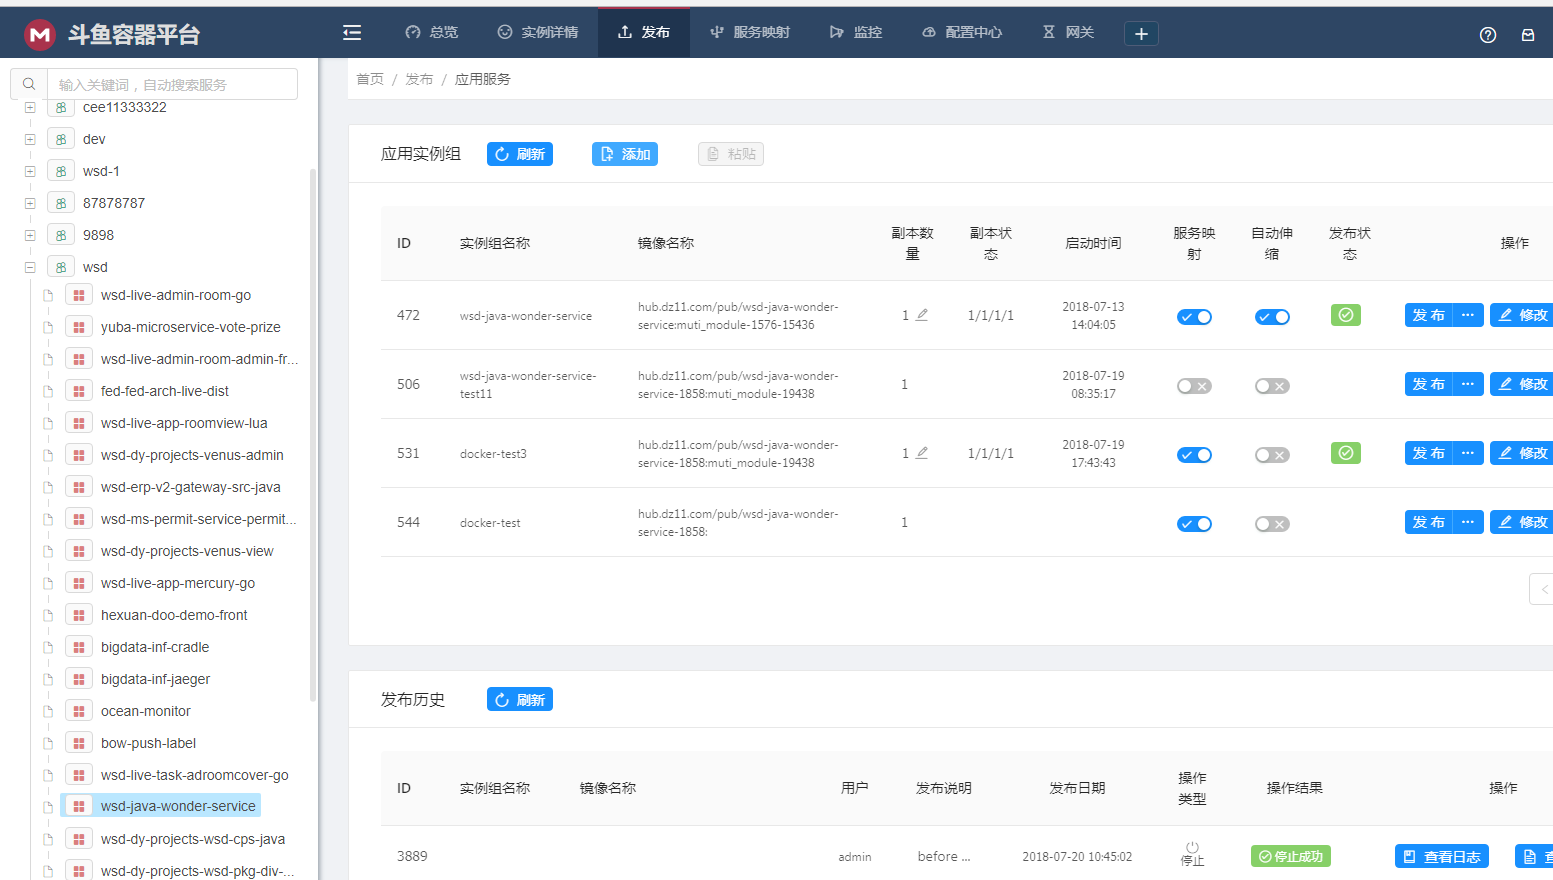 斗鱼容器平台
总览
实例详情
发布
服务映射
监控
配置中心
网关
输入关键词，自动搜索服务
cee11333322
dev
wsd-1
87878787
9898
wsd
wsd-live-admin-room-go
yuba-microservice-vote-prize
wsd-live-admin-room-admin-fr...
fed-fed-arch-live-dist
wsd-live-app-roomview-lua
wsd-dy-projects-venus-admin
wsd-erp-v2-gateway-src-java
wsd-ms-permit-service-permit...
wsd-dy-projects-venus-view
wsd-live-app-mercury-go
hexuan-doo-demo-front
bigdata-inf-cradle
bigdata-inf-jaeger
ocean-monitor
bow-push-label
wsd-live-task-adroomcover-go
wsd-java-wonder-service
wsd-dy-projects-wsd-cps-java
wsd-dy-projects-wsd-pkg-div-...
首页 / 发布 / 应用服务
应用实例组 刷新 添加 粘贴
ID 实例组名称 镜像名称 副本数量 副本状态 启动时间 服务映射 自动伸缩 发布状态 操作
472 wsd-java-wonder-service hub.dz11.com/pub/wsd-java-wonder-service:muti_module-1576-15436 1 1/1/1/1 2018-07-13 14:04:05 发布 ··· 修改
506 wsd-java-wonder-service-test11 hub.dz11.com/pub/wsd-java-wonder-service-1858:muti_module-19438 1 2018-07-19 08:35:17 发布 ··· 修改
531 docker-test3 hub.dz11.com/pub/wsd-java-wonder-service-1858:muti_module-19438 1 1/1/1/1 2018-07-19 17:43:43 发布 ··· 修改
544 docker-test hub.dz11.com/pub/wsd-java-wonder-service-1858: 1 发布 ··· 修改
发布历史 刷新
ID 实例组名称 镜像名称 用户 发布说明 发布日期 操作类型 操作结果 操作
3889 admin before ... 2018-07-20 10:45:02 停止 停止成功 查看日志